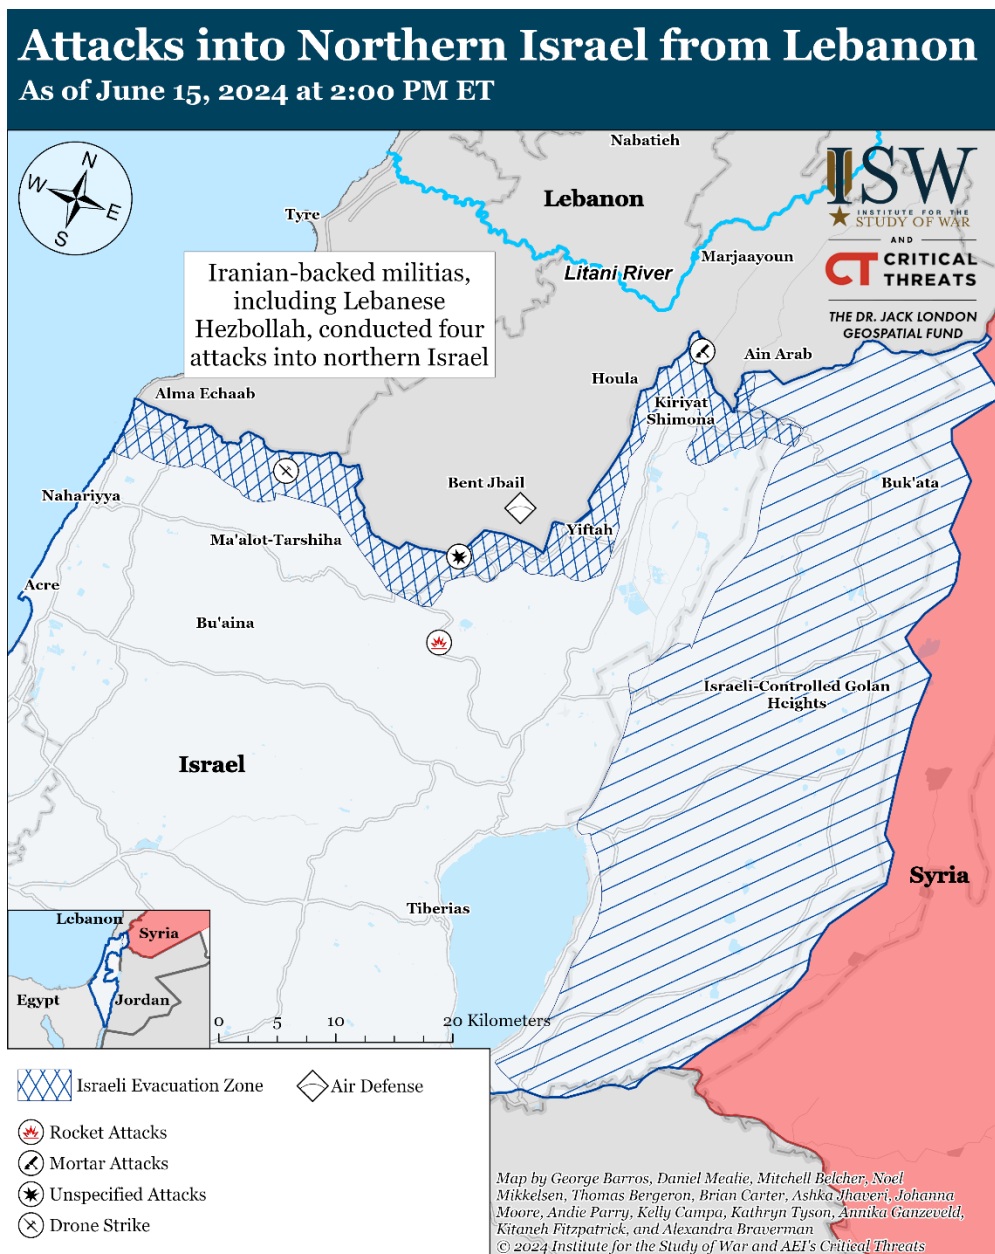 Attacks into Northern Israel from Lebanon
As of June 15, 2024 at 2:00 PM ET
N
W
E
S
Nabatieh
Lebanon
Tyre
Litani River
Marjaayoun
ISW
INSTITUTE FOR THE
STUDY OF WAR
AND
CT CRITICAL
THREATS
THE DR. JACK LONDON
GEOSPATIAL FUND
Iranian-backed militias,
including Lebanese
Hezbollah, conducted four
attacks into northern Israel
Ain Arab
Houla
Alma Echaab
Kiriyat
Shimona
Bent Jbail
Buk'ata
Nahariyya
Yiftah
Ma'alot-Tarshiha
Acre
Bu'aina
Israeli-Controlled Golan
Heights
Israel
Syria
Tiberias
Lebanon
Syria
Egypt
Jordan
0 5 10 20 Kilometers
Israeli Evacuation Zone
Air Defense
Rocket Attacks
Mortar Attacks
Unspecified Attacks
Drone Strike
Map by George Barros, Daniel Mealie, Mitchell Belcher, Noel
Mikkelsen, Thomas Bergeron, Brian Carter, Ashka Jhaveri, Johanna
Moore, Andie Parry, Kelly Campa, Kathryn Tyson, Annika Ganzeveld,
Kitaneh Fitzpatrick, and Alexandra Braverman
© 2024 Institute for the Study of War and AEI's Critical Threats